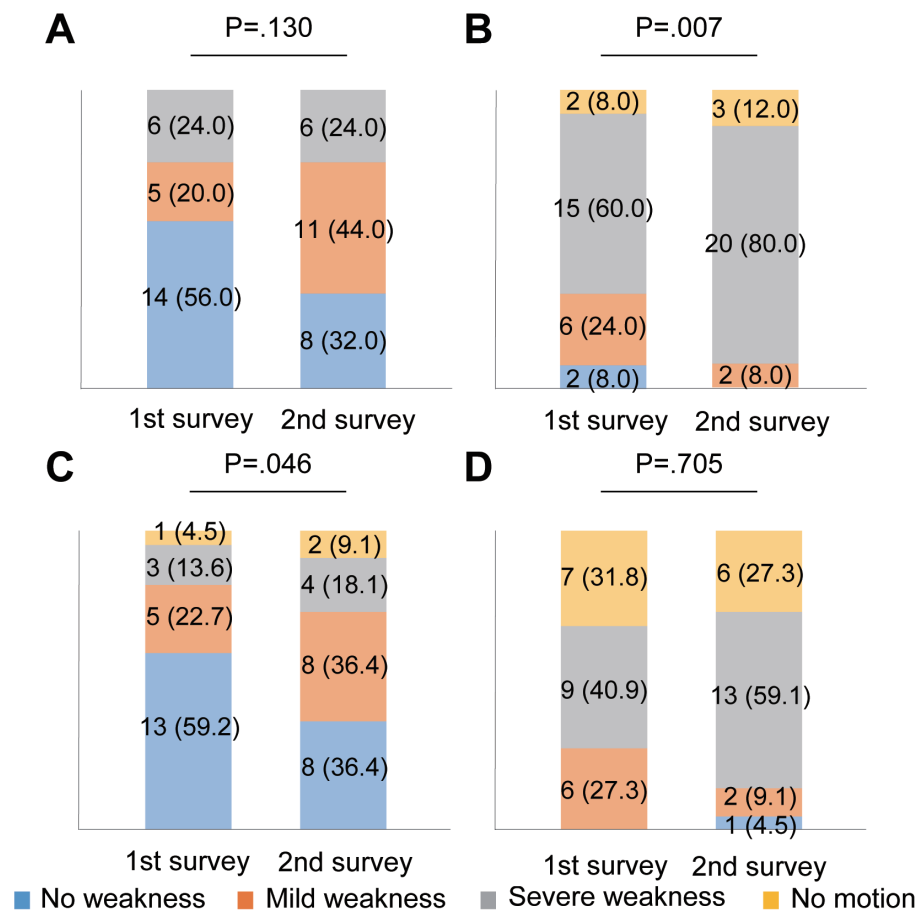 A
P=.130
6 (24.0)
6 (24.0)
5 (20.0)
11 (44.0)
14 (56.0)
8 (32.0)
1st survey
2nd survey
B
P=.007
2 (8.0)
3 (12.0)
15 (60.0)
20 (80.0)
6 (24.0)
2 (8.0)
2 (8.0)
1st survey
2nd survey
C
P=.046
1 (4.5)
2 (9.1)
3 (13.6)
4 (18.1)
5 (22.7)
8 (36.4)
13 (59.2)
8 (36.4)
1st survey
2nd survey
D
P=.705
7 (31.8)
6 (27.3)
9 (40.9)
13 (59.1)
6 (27.3)
2 (9.1)
1 (4.5)
1st survey
2nd survey
No weakness
Mild weakness
Severe weakness
No motion